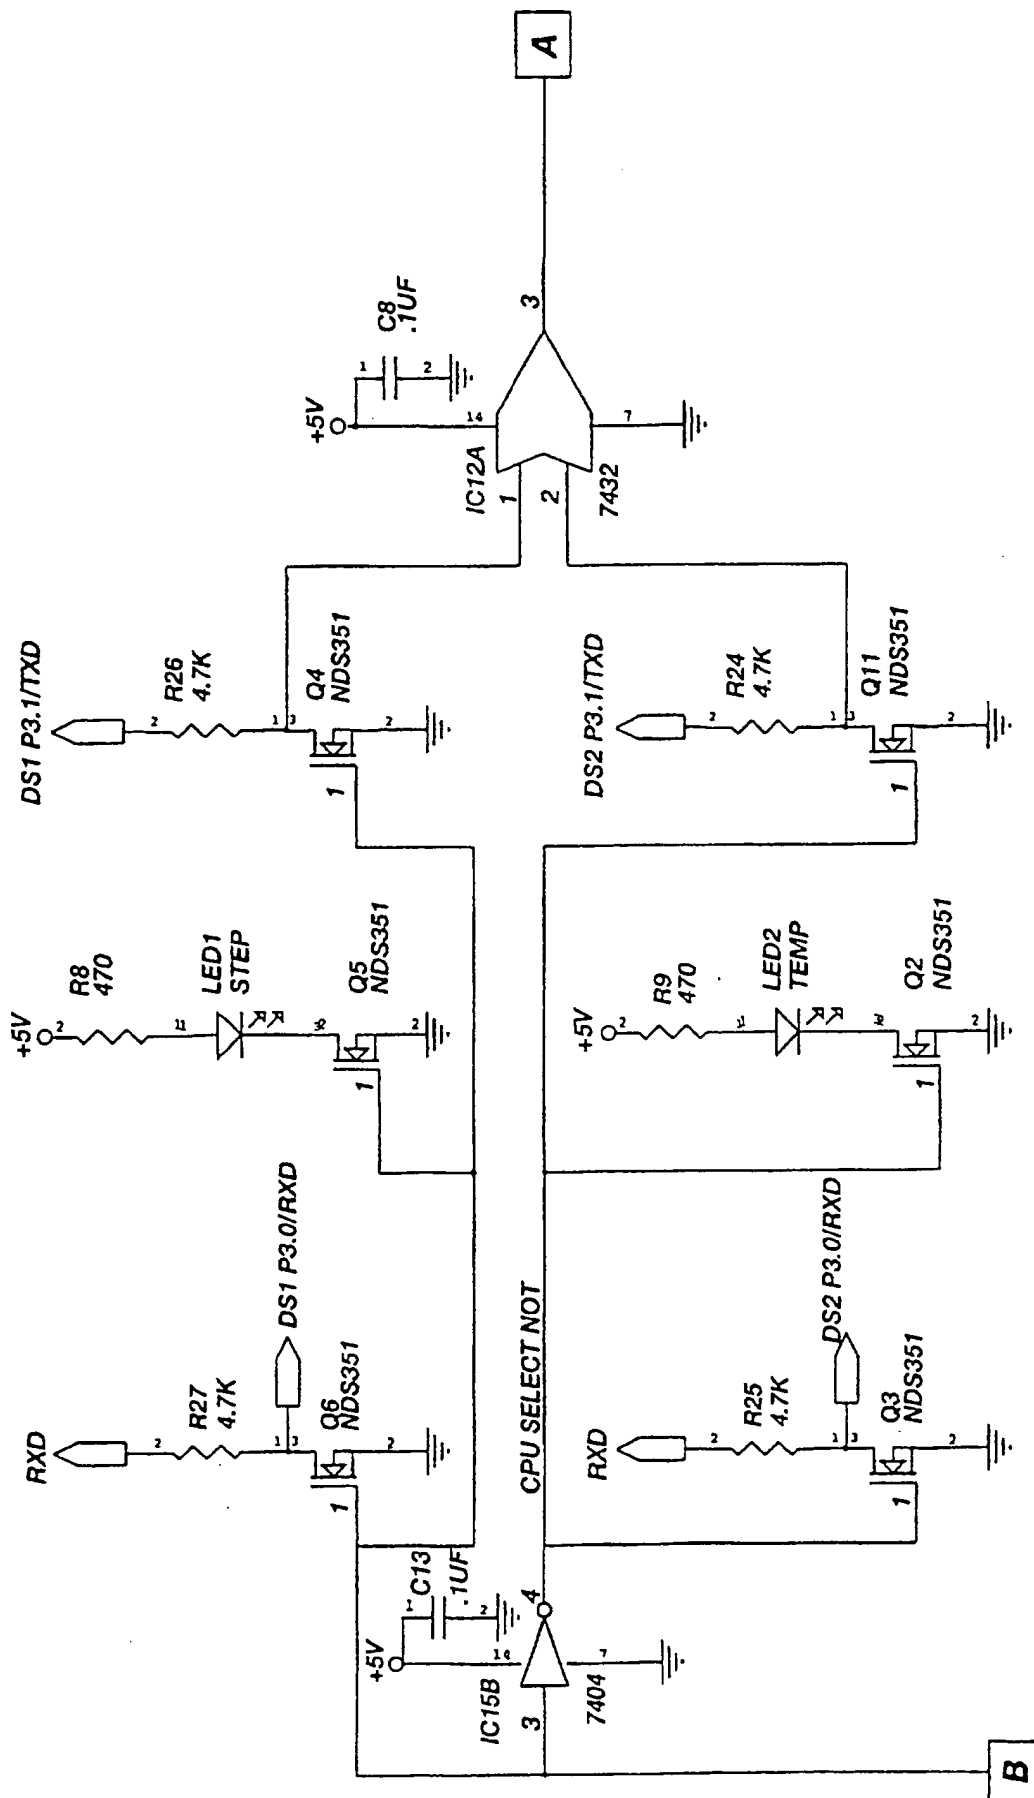 RXD
R27
4.7K
DS1 P3.0/RXD
Q6
NDS351
2
1
3
1
2
+5V
R8
470
LED1
STEP
Q5
NDS351
2
1
2
DS1 P3.1/TXD
R26
4.7K
Q4
NDS351
2
1
3
1
2
+5V
C8
.1UF
1
2
14
IC12A
1
2
3
7
7432
A
+5V
C13
.1UF
1
2
IC15B
3
4
7
7404
CPU SELECT NOT
B
RXD
R25
4.7K
DS2 P3.0/RXD
Q3
NDS351
2
1
3
1
2
+5V
R9
470
LED2
TEMP
Q2
NDS351
2
1
2
DS2 P3.1/TXD
R24
4.7K
Q11
NDS351
2
1
3
1
2